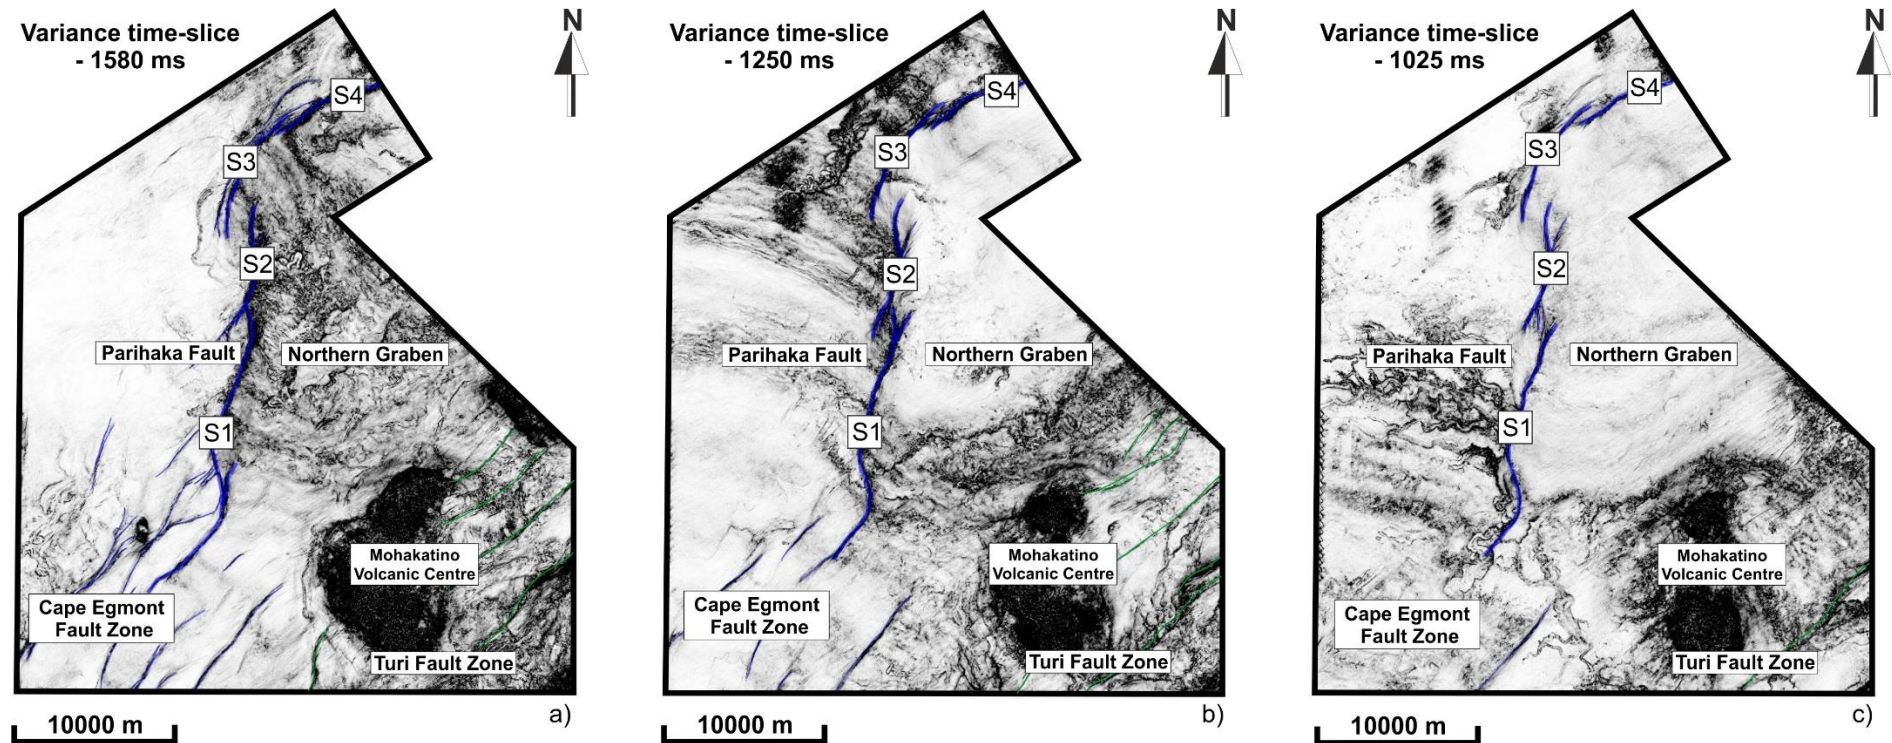 Variance time-slice
- 1580 ms
N
S4
S3
S2
Parihaka Fault
Northern Graben
S1
Mohakatino
Volcanic Centre
Cape Egmont
Fault Zone
Turi Fault Zone
10000 m
a)
Variance time-slice
- 1250 ms
N
S4
S3
S2
Parihaka Fault
Northern Graben
S1
Mohakatino
Volcanic Centre
Cape Egmont
Fault Zone
Turi Fault Zone
10000 m
b)
Variance time-slice
- 1025 ms
N
S4
S3
S2
Parihaka Fault
Northern Graben
S1
Mohakatino
Volcanic Centre
Cape Egmont
Fault Zone
Turi Fault Zone
10000 m
c)